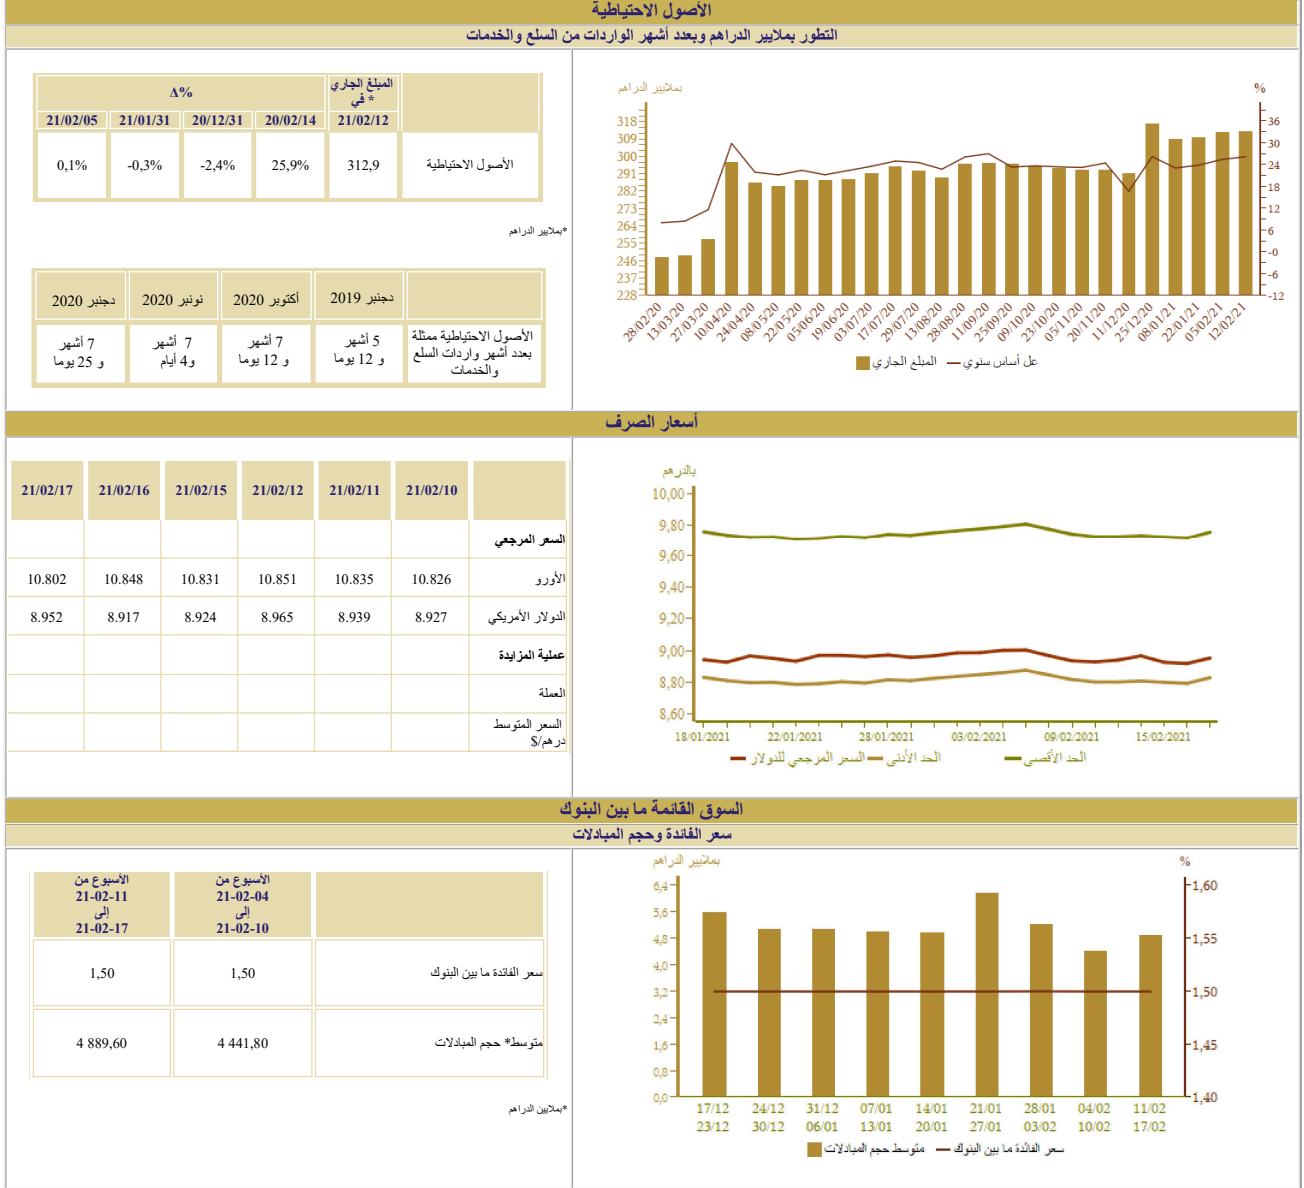 الأصول الاحتياطية
التطور بملايير الدراهم وبعدد أشهر الواردات من السلع والخدمات
المبلغ الجاري
* في
Δ%
21/02/12
20/02/14
20/12/31
21/01/31
21/02/05
الأصول الاحتياطية
312,9
25,9%
-2,4%
-0,3%
0,1%
*بملايير الدراهم
دجنبر 2019
أكتوبر 2020
نونبر 2020
دجنبر 2020
الأصول الاحتياطية ممثلة
بعدد أشهر واردات السلع
والخدمات
5 أشهر
و 12 يوما
7 أشهر
و 12 يوما
7 أشهر
و4 أيام
7 أشهر
و 25 يوما
بملايير الدراهم
%
318
309
300
291
282
273
264
255
246
237
228
36
30
24
18
12
6
-0
-6
-12
28/02/20
13/03/20
27/03/20
10/04/20
24/04/20
08/05/20
22/05/20
05/06/20
19/06/20
03/07/20
17/07/20
29/07/20
13/08/20
28/08/20
11/09/20
25/09/20
09/10/20
23/10/20
05/11/20
20/11/20
11/12/20
25/12/20
08/01/21
22/01/21
05/02/21
12/02/21
المبلغ الجاري
عل أساس سنوي
أسعار الصرف
21/02/10
21/02/11
21/02/12
21/02/15
21/02/16
21/02/17
السعر المرجعي
الأورو
10.826
10.835
10.851
10.831
10.848
10.802
الدولار الأمريكي
8.927
8.939
8.965
8.924
8.917
8.952
عملية المزايدة
العملة
السعر المتوسط
درهم/$
بالدرهم
10,00
9,80
9,60
9,40
9,20
9,00
8,80
8,60
18/01/2021
22/01/2021
28/01/2021
03/02/2021
09/02/2021
15/02/2021
السعر المرجعي للدولار
الحد الأدنى
الحد الأقصى
السوق القائمة ما بين البنوك
سعر الفائدة وحجم المبادلات
الأسبوع من
21-02-04
إلى
21-02-10
الأسبوع من
21-02-11
إلى
21-02-17
سعر الفائدة ما بين البنوك
1,50
1,50
متوسط* حجم المبادلات
4 441,80
4 889,60
*بملايين الدراهم
بملايير الدراهم
%
6,4
5,6
4,8
4,0
3,2
2,4
1,6
0,8
0,0
1,60
1,55
1,50
1,45
1,40
17/12
24/12
31/12
07/01
14/01
21/01
28/01
04/02
11/02
23/12
30/12
06/01
13/01
20/01
27/01
03/02
10/02
17/02
متوسط حجم المبادلات
سعر الفائدة ما بين البنوك